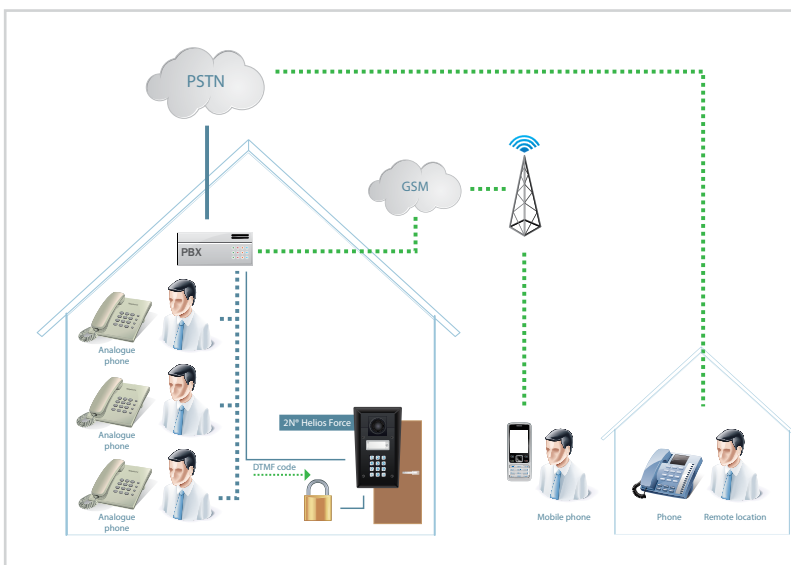 PSTN
GSM
PBX
Analogue
phone
Analogue
phone
2N® Helios Force
DTMF code
Analogue
phone
Mobile phone
Phone
Remote location